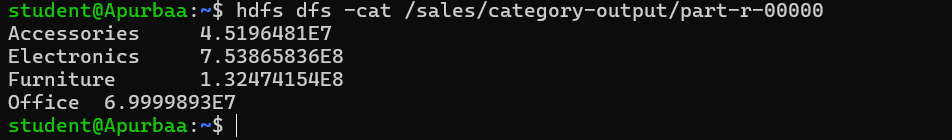 student@Apurbaa:~$ hdfs dfs -cat /sales/category-output/part-r-00000
Accessories     4.5196481E7
Electronics     7.53865836E8
Furniture       1.32474154E8
Office  6.9999893E7
student@Apurbaa:~$